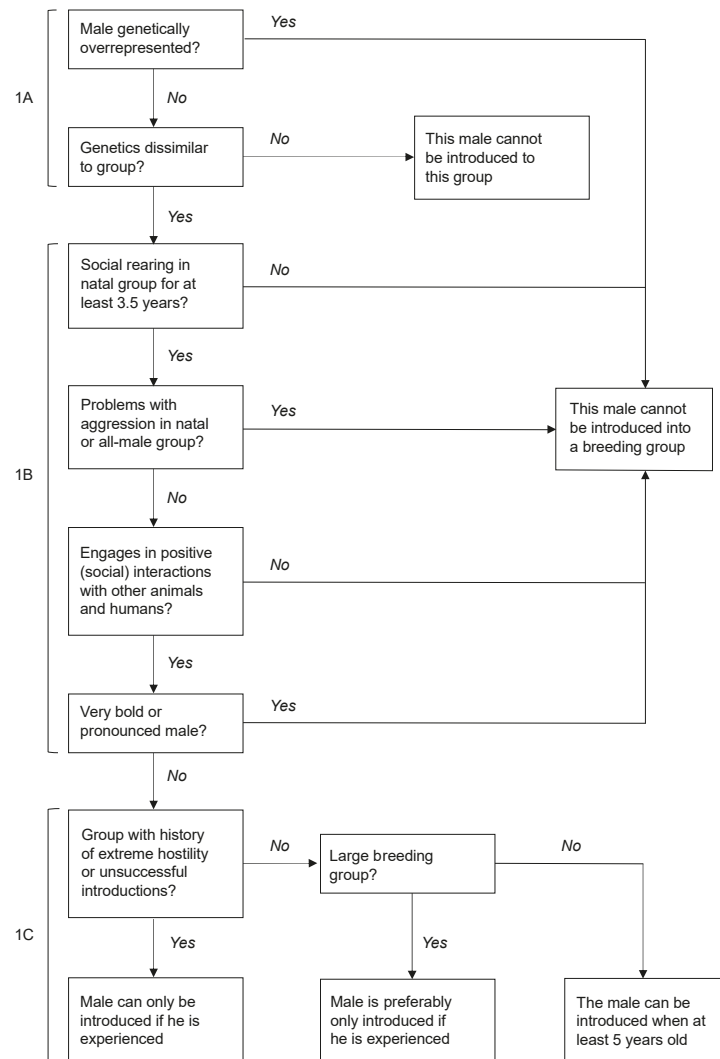 Male genetically
overrepresented?
Yes
1A
No
Genetics dissimilar
to group?
No
This male cannot
be introduced to
this group
Yes
Social rearing in
natal group for at
least 3.5 years?
No
Yes
Problems with
aggression in natal
or all-male group?
Yes
This male cannot
be introduced into
a breeding group
1B
No
Engages in positive
(social) interactions
with other animals
and humans?
No
Yes
Very bold or
pronounced male?
Yes
No
Group with history
of extreme hostility
or unsuccessful
introductions?
No
Large breeding
group?
No
1C
Yes
Yes
Male can only be
introduced if he is
experienced
Male is preferably
only introduced if
he is experienced
The male can be
introduced when at
least 5 years old